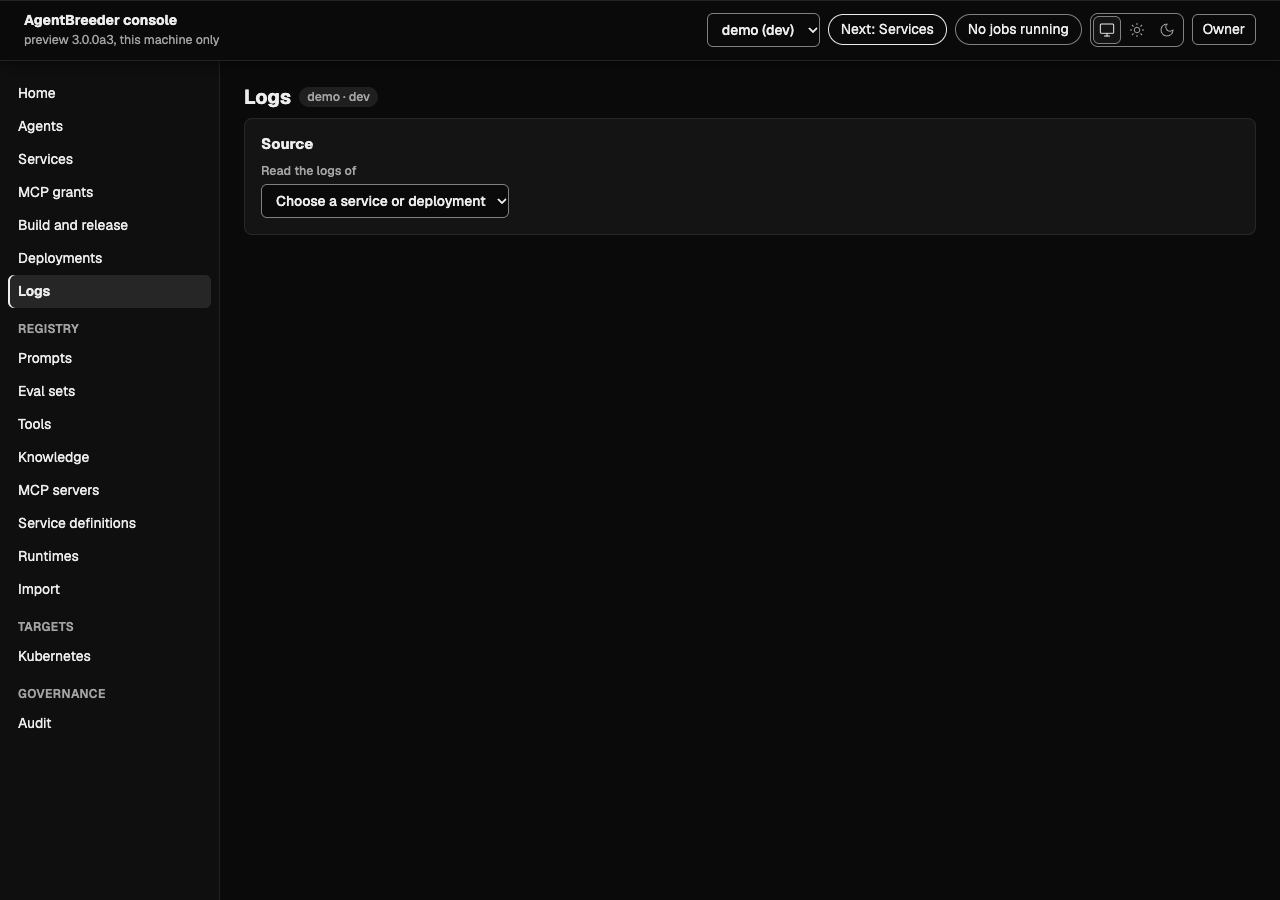 AgentBreeder console
preview 3.0.0a3, this machine only
demo (dev)
Next: Services
No jobs running
Owner
Home
Agents
Services
MCP grants
Build and release
Deployments
Logs
REGISTRY
Prompts
Eval sets
Tools
Knowledge
MCP servers
Service definitions
Runtimes
Import
TARGETS
Kubernetes
GOVERNANCE
Audit
Logs
demo · dev
Source
Read the logs of
Choose a service or deployment